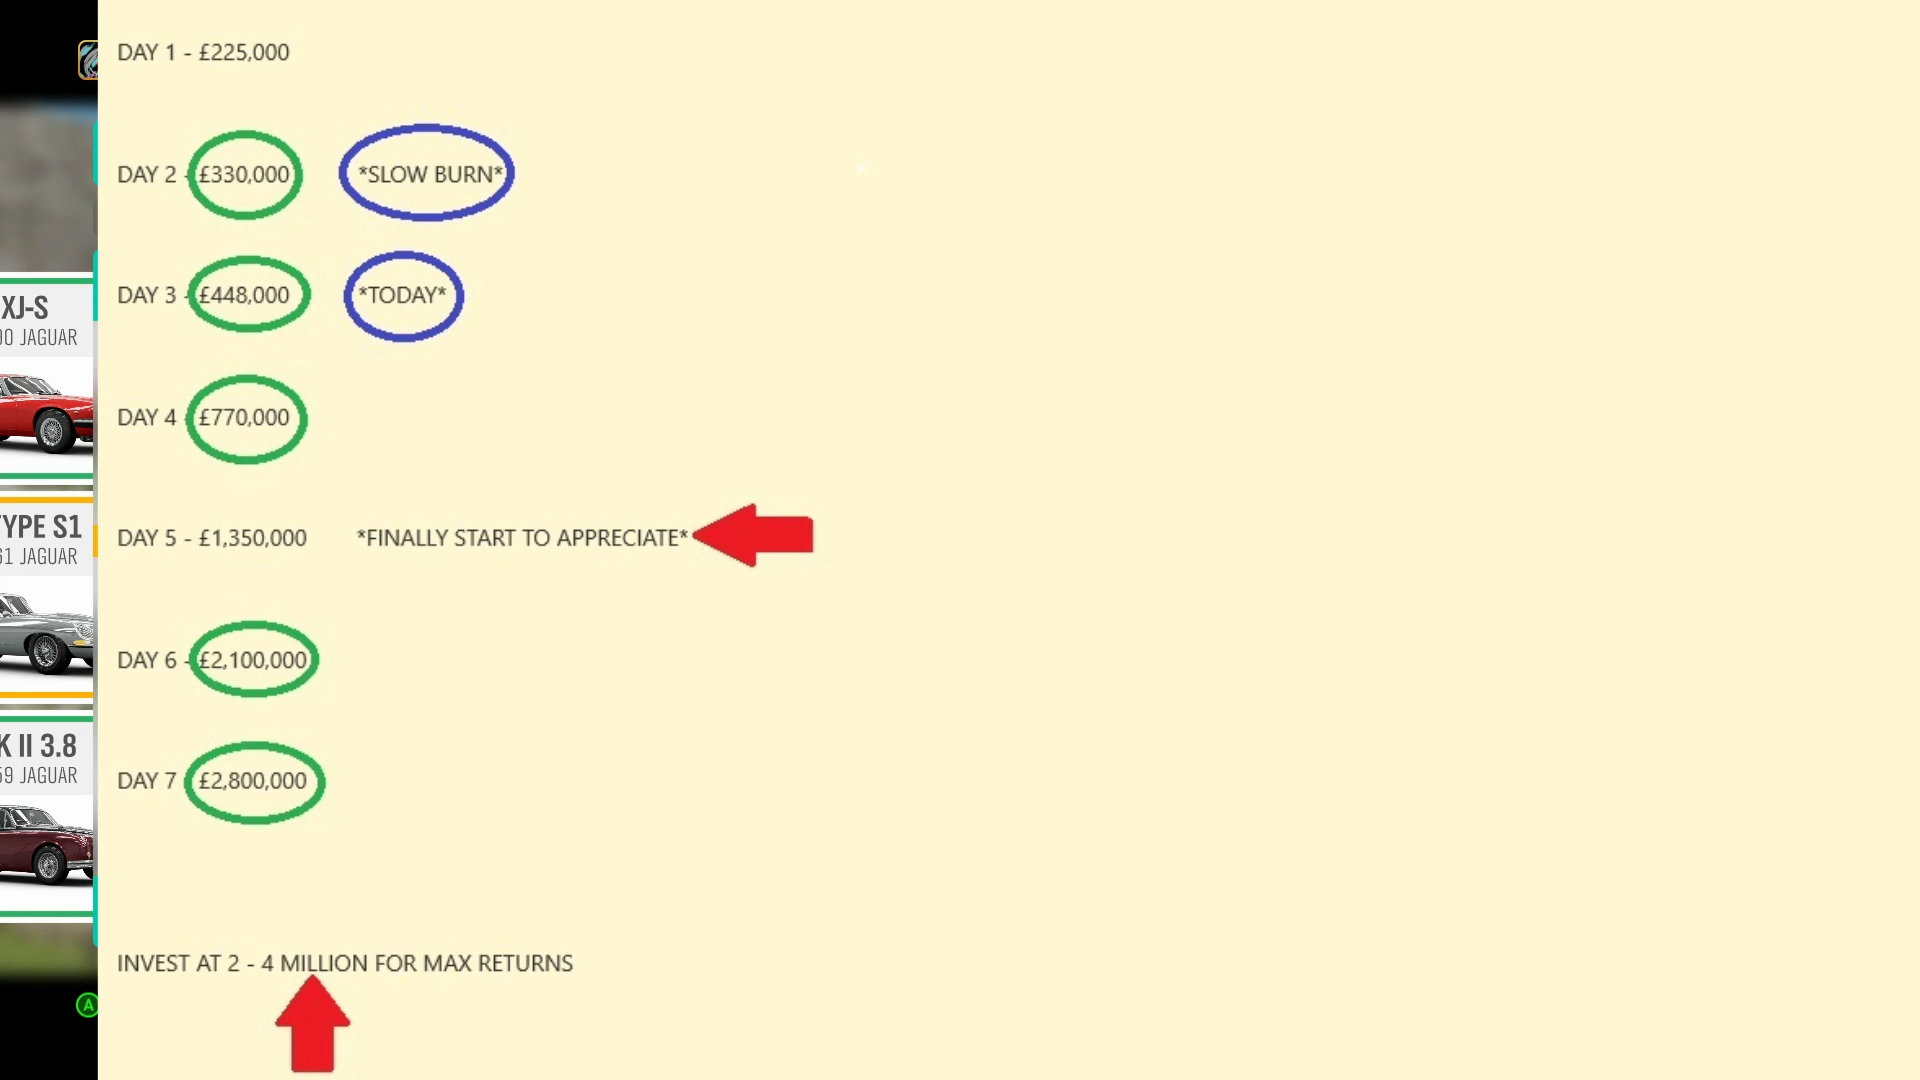 DAY 1 - £225,000
DAY 2 - £330,000 *SLOW BURN*
DAY 3 - £448,000 *TODAY*
DAY 4 - £770,000
DAY 5 - £1,350,000 *FINALLY START TO APPRECIATE*
DAY 6 - £2,100,000
DAY 7 £2,800,000
INVEST AT 2 - 4 MILLION FOR MAX RETURNS
XJ-S
JAGUAR
TYPE S1
JAGUAR
II 3.8
JAGUAR
A